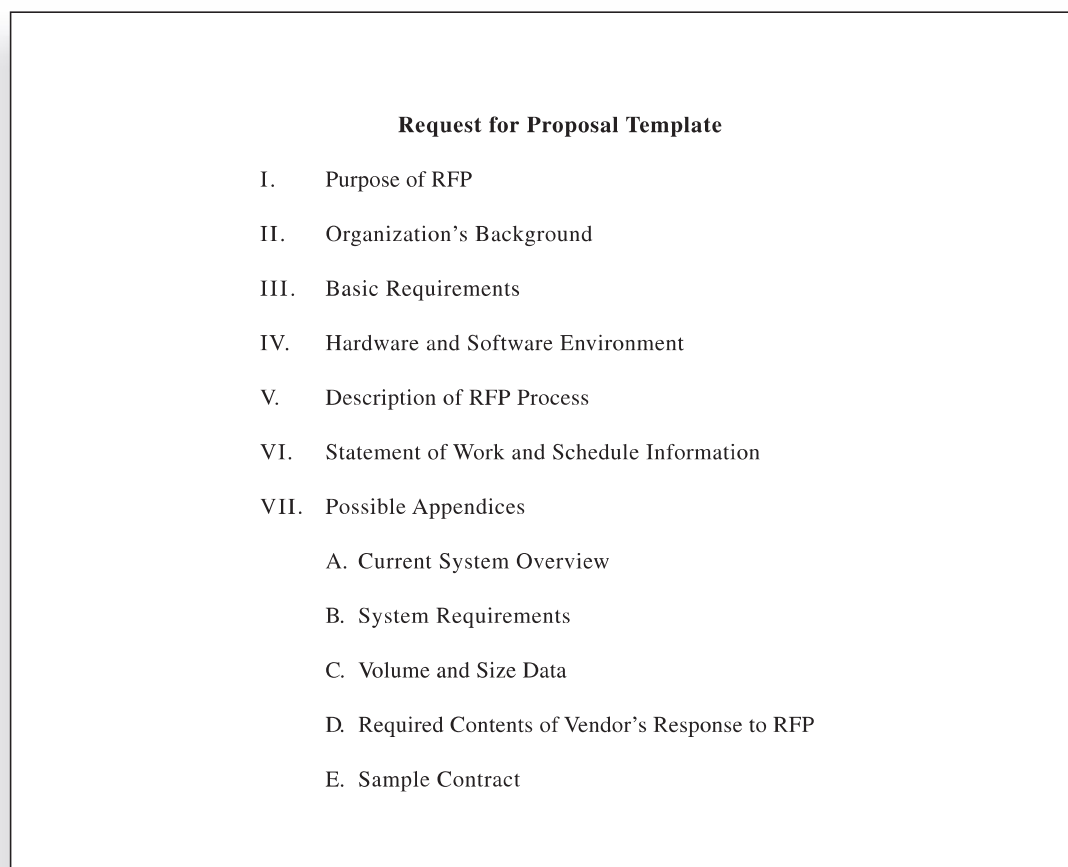 Request for Proposal Template
I. Purpose of RFP
II. Organization’s Background
III. Basic Requirements
IV. Hardware and Software Environment
V. Description of RFP Process
VI. Statement of Work and Schedule Information
VII. Possible Appendices
A. Current System Overview
B. System Requirements
C. Volume and Size Data
D. Required Contents of Vendor’s Response to RFP
E. Sample Contract